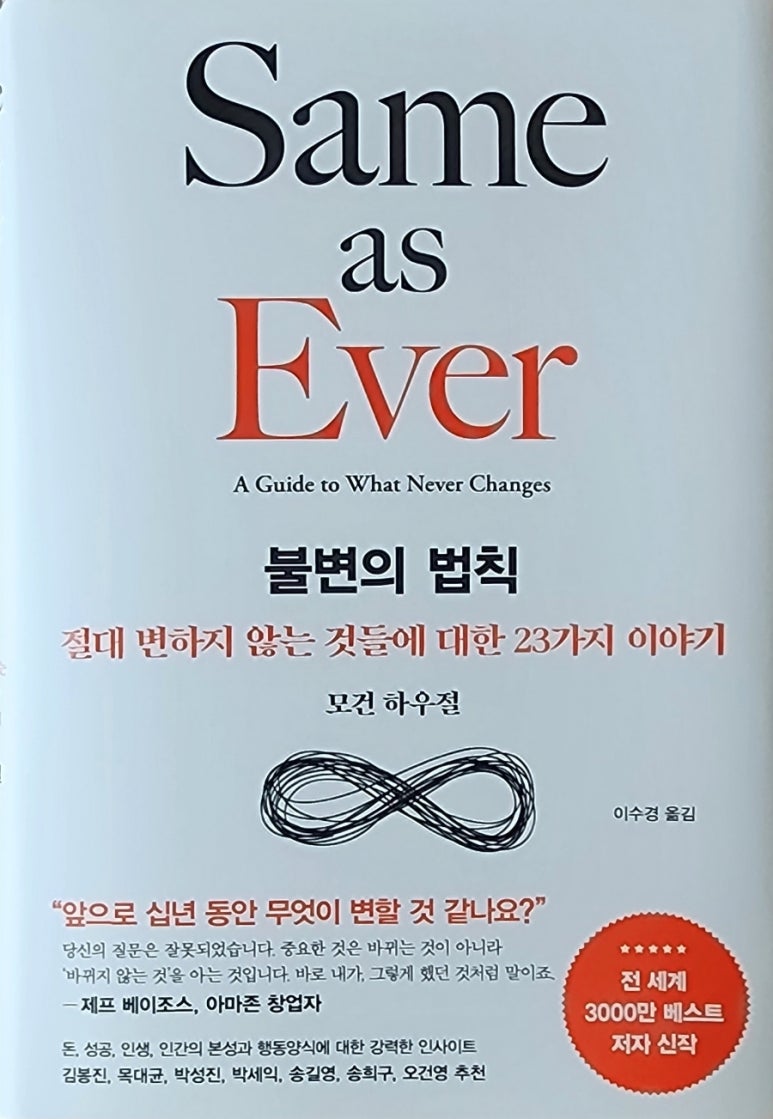 Same
as
Ever
A Guide to What Never Changes
불변의 법칙
절대 변하지 않는 것들에 대한 23가지 이야기
모건 하우절
이수경 옮김
“앞으로 십년 동안 무엇이 변할 것 같나요?”
당신의 질문은 잘못되었습니다. 중요한 것은 바뀌는 것이 아니라
‘바뀌지 않는 것’을 아는 것입니다. 바로 내가, 그렇게 했던 것처럼 말이죠.
— 제프 베이조스, 아마존 창업자
돈, 성공, 인생, 인간의 본성과 행동양식에 대한 강력한 인사이트
김봉진, 목대균, 박성진, 박세익, 송길영, 송희구, 오건영 추천
★★★★★
전 세계
3000만 베스트
저자 신작